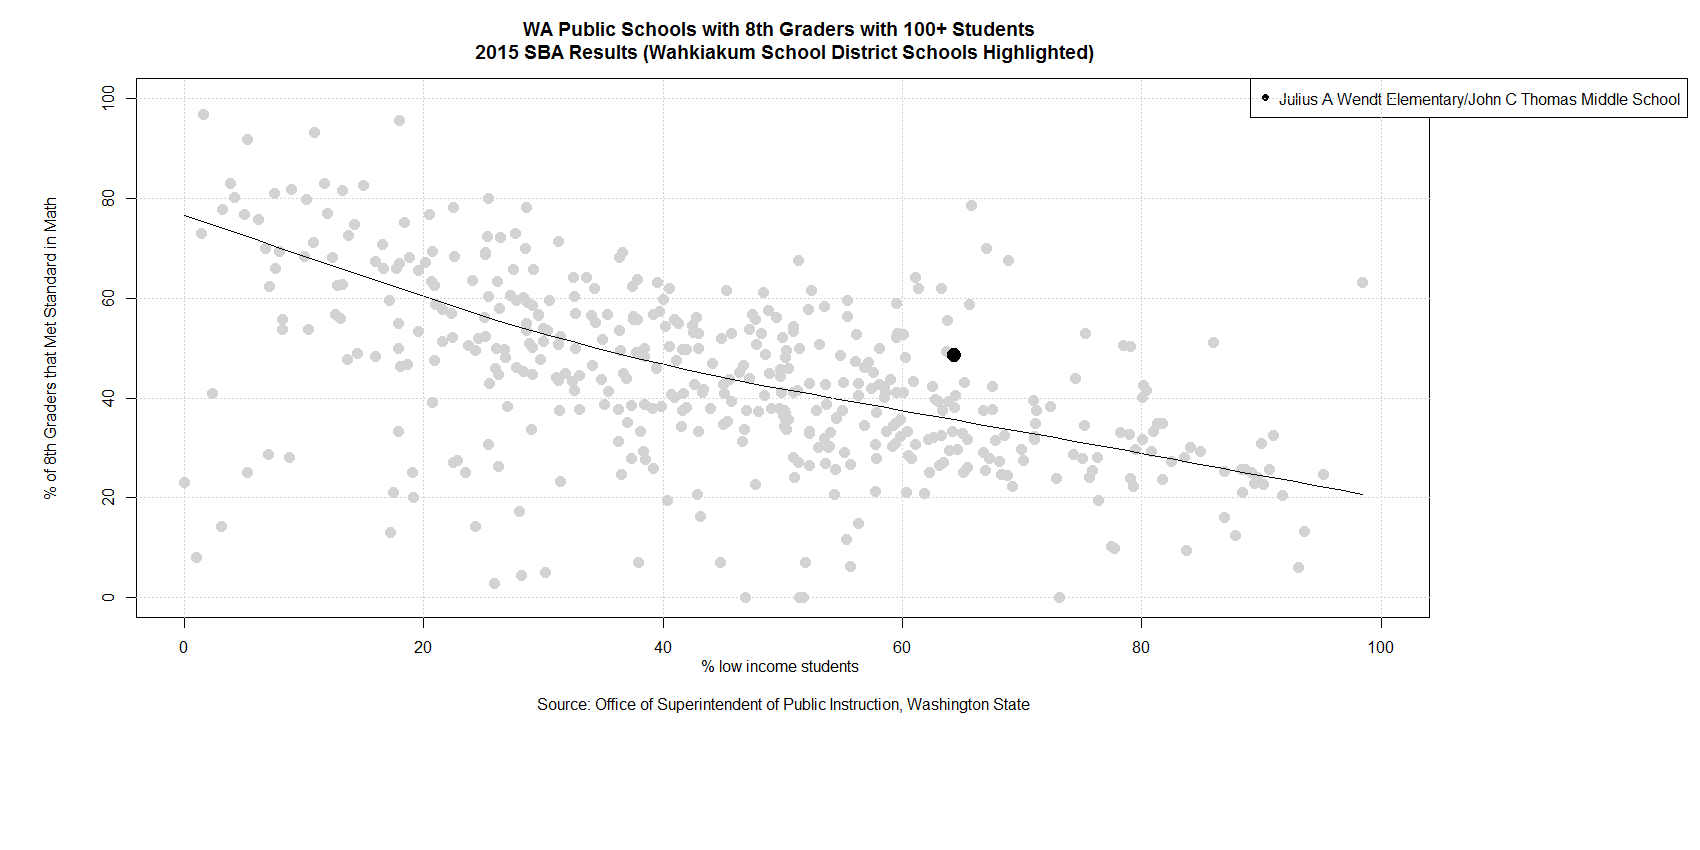 WA Public Schools with 8th Graders with 100+ Students
2015 SBA Results (Wahkiakum School District Schools Highlighted)
Julius A Wendt Elementary/John C Thomas Middle School
% of 8th Graders that Met Standard in Math
100
80
60
40
20
0
0 20 40 60 80 100
% low income students
Source: Office of Superintendent of Public Instruction, Washington State